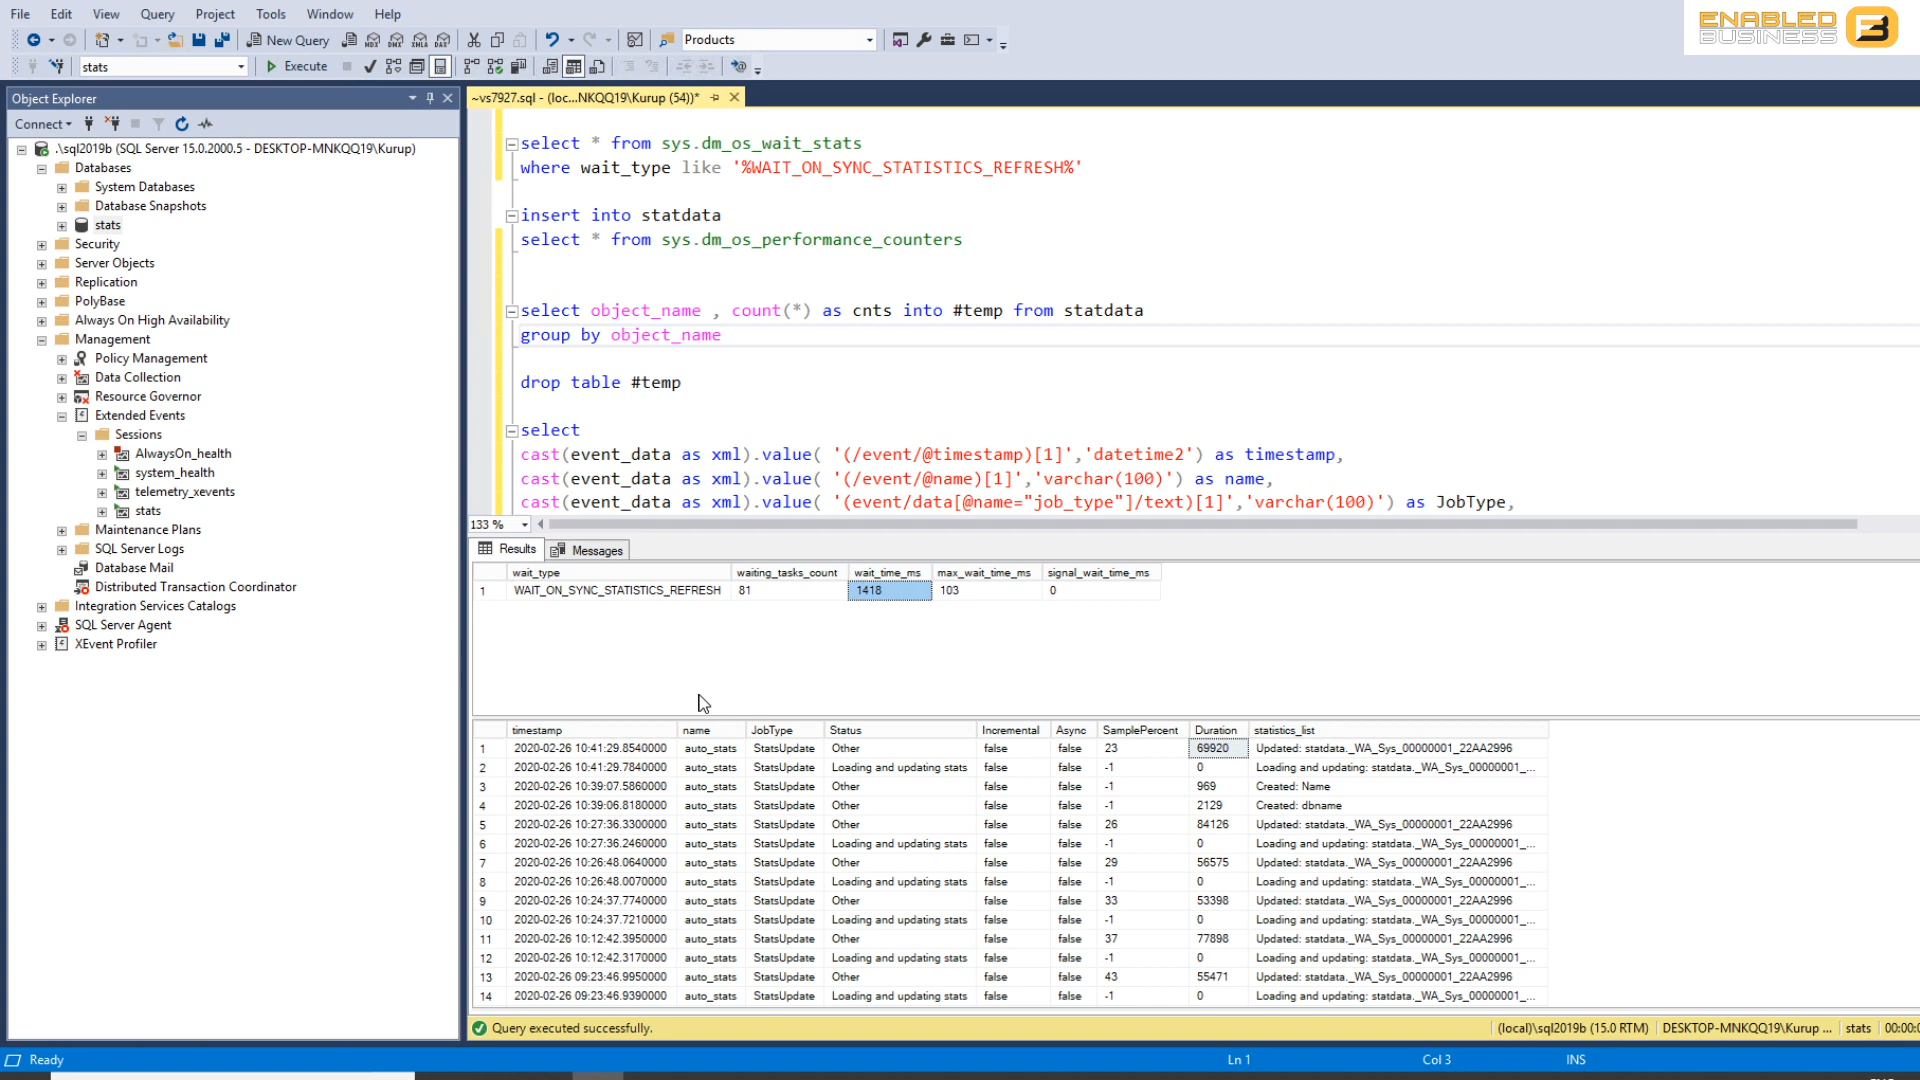 File Edit View Query Project Tools Window Help
ENABLED
BUSINESS
New Query
MDX DMX XMLA DAX
Products
stats
Execute
Object Explorer
Connect
.\sql2019b (SQL Server 15.0.2000.5 - DESKTOP-MNKQQ19\Kurup)
Databases
System Databases
Database Snapshots
stats
Security
Server Objects
Replication
PolyBase
Always On High Availability
Management
Policy Management
Data Collection
Resource Governor
Extended Events
Sessions
AlwaysOn_health
system_health
telemetry_xevents
stats
Maintenance Plans
SQL Server Logs
Database Mail
Distributed Transaction Coordinator
Integration Services Catalogs
SQL Server Agent
XEvent Profiler
~vs7927.sql - (loc...NKQQ19\Kurup (54))*
select * from sys.dm_os_wait_stats
where wait_type like '%WAIT_ON_SYNC_STATISTICS_REFRESH%'
insert into statdata
select * from sys.dm_os_performance_counters
select object_name , count(*) as cnts into #temp from statdata
group by object_name
drop table #temp
select
cast(event_data as xml).value( '(/event/@timestamp)[1]','datetime2') as timestamp,
cast(event_data as xml).value( '(/event/@name)[1]','varchar(100)') as name,
cast(event_data as xml).value( '(event/data[@name="job_type"]/text)[1]','varchar(100)') as JobType,
133 %
Results Messages
wait_type waiting_tasks_count wait_time_ms max_wait_time_ms signal_wait_time_ms
1 WAIT_ON_SYNC_STATISTICS_REFRESH 81 1418 103 0
timestamp name JobType Status Incremental Async SamplePercent Duration statistics_list
1 2020-02-26 10:41:29.8540000 auto_stats StatsUpdate Other false false 23 69920 Updated: statdata._WA_Sys_00000001_22AA2996
2 2020-02-26 10:41:29.7840000 auto_stats StatsUpdate Loading and updating stats false false -1 0 Loading and updating: statdata._WA_Sys_00000001_...
3 2020-02-26 10:39:07.5860000 auto_stats StatsUpdate Other false false -1 969 Created: Name
4 2020-02-26 10:39:06.8180000 auto_stats StatsUpdate Other false false -1 2129 Created: dbname
5 2020-02-26 10:27:36.3300000 auto_stats StatsUpdate Other false false 26 84126 Updated: statdata._WA_Sys_00000001_22AA2996
6 2020-02-26 10:27:36.2460000 auto_stats StatsUpdate Loading and updating stats false false -1 0 Loading and updating: statdata._WA_Sys_00000001_...
7 2020-02-26 10:26:48.0640000 auto_stats StatsUpdate Other false false 29 56575 Updated: statdata._WA_Sys_00000001_22AA2996
8 2020-02-26 10:26:48.0070000 auto_stats StatsUpdate Loading and updating stats false false -1 0 Loading and updating: statdata._WA_Sys_00000001_...
9 2020-02-26 10:24:37.7740000 auto_stats StatsUpdate Other false false 33 53398 Updated: statdata._WA_Sys_00000001_22AA2996
10 2020-02-26 10:24:37.7210000 auto_stats StatsUpdate Loading and updating stats false false -1 0 Loading and updating: statdata._WA_Sys_00000001_...
11 2020-02-26 10:12:42.3950000 auto_stats StatsUpdate Other false false 37 77898 Updated: statdata._WA_Sys_00000001_22AA2996
12 2020-02-26 10:12:42.3170000 auto_stats StatsUpdate Loading and updating stats false false -1 0 Loading and updating: statdata._WA_Sys_00000001_...
13 2020-02-26 09:23:46.9950000 auto_stats StatsUpdate Other false false 43 55471 Updated: statdata._WA_Sys_00000001_22AA2996
14 2020-02-26 09:23:46.9390000 auto_stats StatsUpdate Loading and updating stats false false -1 0 Loading and updating: statdata._WA_Sys_00000001_...
Query executed successfully. (local)\sql2019b (15.0 RTM) DESKTOP-MNKQQ19\Kurup ... stats 00:00:0
Ready Ln 1 Col 3 INS